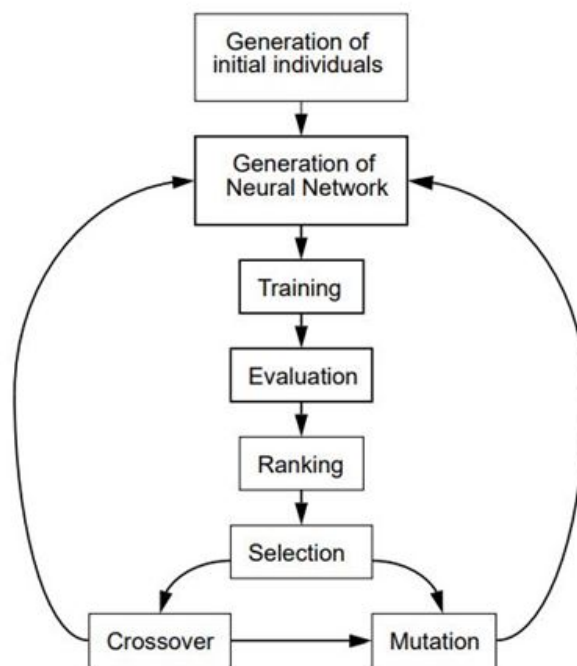 Generation of
initial individuals
Generation of
Neural Network
Training
Evaluation
Ranking
Selection
Crossover
Mutation